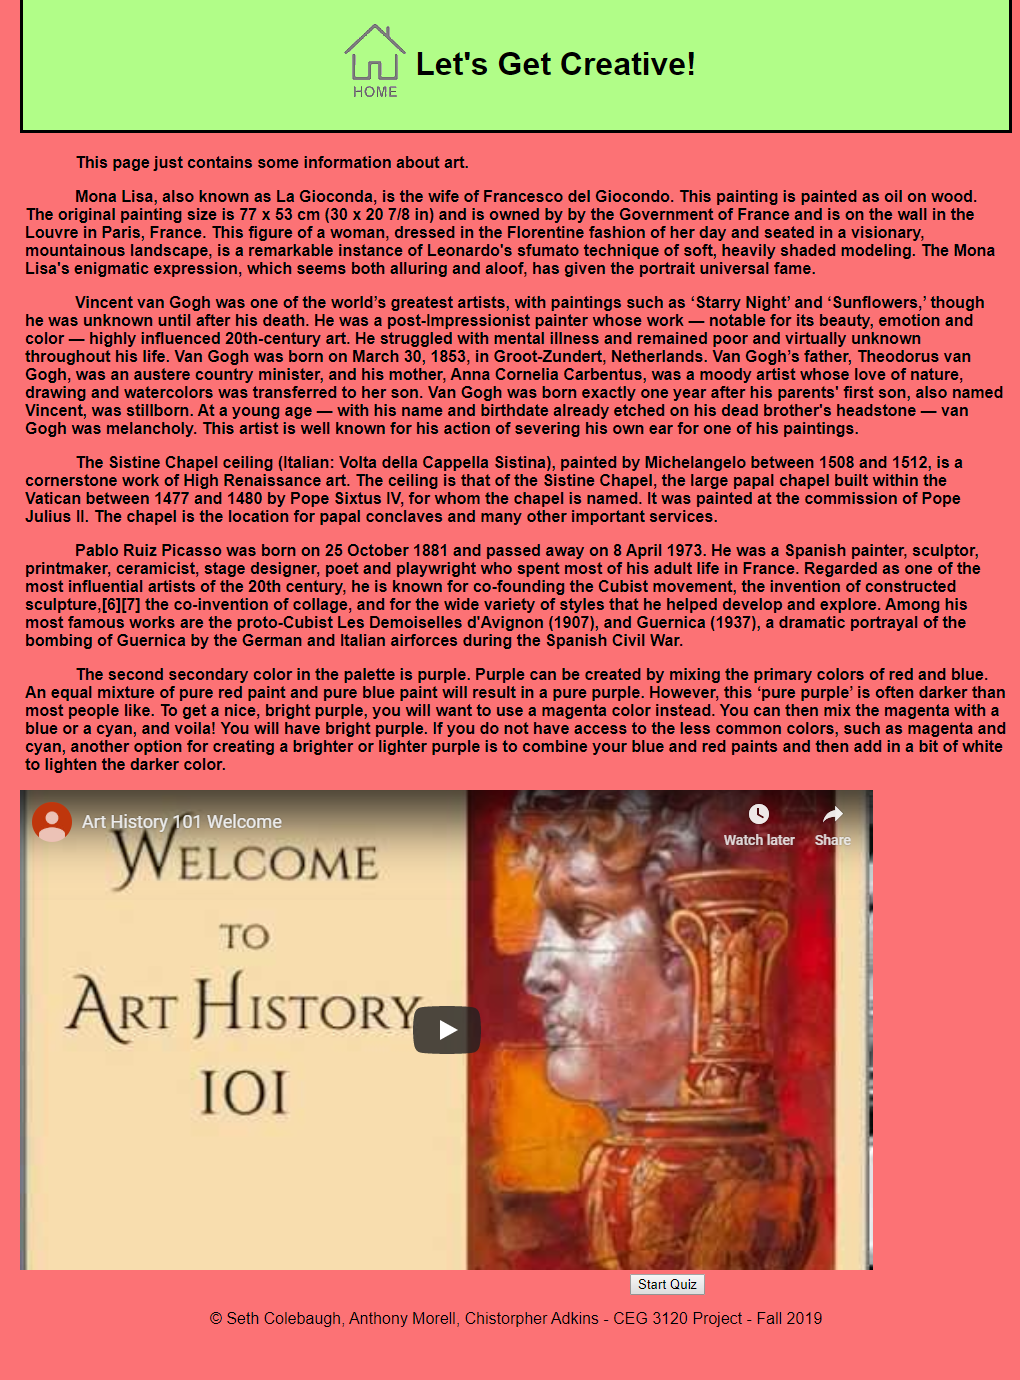 HOME
Let's Get Creative!
This page just contains some information about art.
Mona Lisa, also known as La Gioconda, is the wife of Francesco del Giocondo. This painting is painted as oil on wood.
The original painting size is 77 x 53 cm (30 x 20 7/8 in) and is owned by by the Government of France and is on the wall in the
Louvre in Paris, France. This figure of a woman, dressed in the Florentine fashion of her day and seated in a visionary,
mountainous landscape, is a remarkable instance of Leonardo's sfumato technique of soft, heavily shaded modeling. The Mona
Lisa's enigmatic expression, which seems both alluring and aloof, has given the portrait universal fame.
Vincent van Gogh was one of the world’s greatest artists, with paintings such as ‘Starry Night’ and ‘Sunflowers,’ though
he was unknown until after his death. He was a post-Impressionist painter whose work — notable for its beauty, emotion and
color — highly influenced 20th-century art. He struggled with mental illness and remained poor and virtually unknown
throughout his life. Van Gogh was born on March 30, 1853, in Groot-Zundert, Netherlands. Van Gogh’s father, Theodorus van
Gogh, was an austere country minister, and his mother, Anna Cornelia Carbentus, was a moody artist whose love of nature,
drawing and watercolors was transferred to her son. Van Gogh was born exactly one year after his parents' first son, also named
Vincent, was stillborn. At a young age — with his name and birthdate already etched on his dead brother's headstone — van
Gogh was melancholy. This artist is well known for his action of severing his own ear for one of his paintings.
The Sistine Chapel ceiling (Italian: Volta della Cappella Sistina), painted by Michelangelo between 1508 and 1512, is a
cornerstone work of High Renaissance art. The ceiling is that of the Sistine Chapel, the large papal chapel built within the
Vatican between 1477 and 1480 by Pope Sixtus IV, for whom the chapel is named. It was painted at the commission of Pope
Julius II. The chapel is the location for papal conclaves and many other important services.
Pablo Ruiz Picasso was born on 25 October 1881 and passed away on 8 April 1973. He was a Spanish painter, sculptor,
printmaker, ceramicist, stage designer, poet and playwright who spent most of his adult life in France. Regarded as one of the
most influential artists of the 20th century, he is known for co-founding the Cubist movement, the invention of constructed
sculpture,[6][7] the co-invention of collage, and for the wide variety of styles that he helped develop and explore. Among his
most famous works are the proto-Cubist Les Demoiselles d'Avignon (1907), and Guernica (1937), a dramatic portrayal of the
bombing of Guernica by the German and Italian airforces during the Spanish Civil War.
The second secondary color in the palette is purple. Purple can be created by mixing the primary colors of red and blue.
An equal mixture of pure red paint and pure blue paint will result in a pure purple. However, this ‘pure purple’ is often darker than
most people like. To get a nice, bright purple, you will want to use a magenta color instead. You can then mix the magenta with a
blue or a cyan, and voila! You will have bright purple. If you do not have access to the less common colors, such as magenta and
cyan, another option for creating a brighter or lighter purple is to combine your blue and red paints and then add in a bit of white
to lighten the darker color.
Art History 101 Welcome
Watch later
Share
WELCOME
TO
ART HISTORY
101
Start Quiz
© Seth Colebaugh, Anthony Morell, Chistorpher Adkins - CEG 3120 Project - Fall 2019